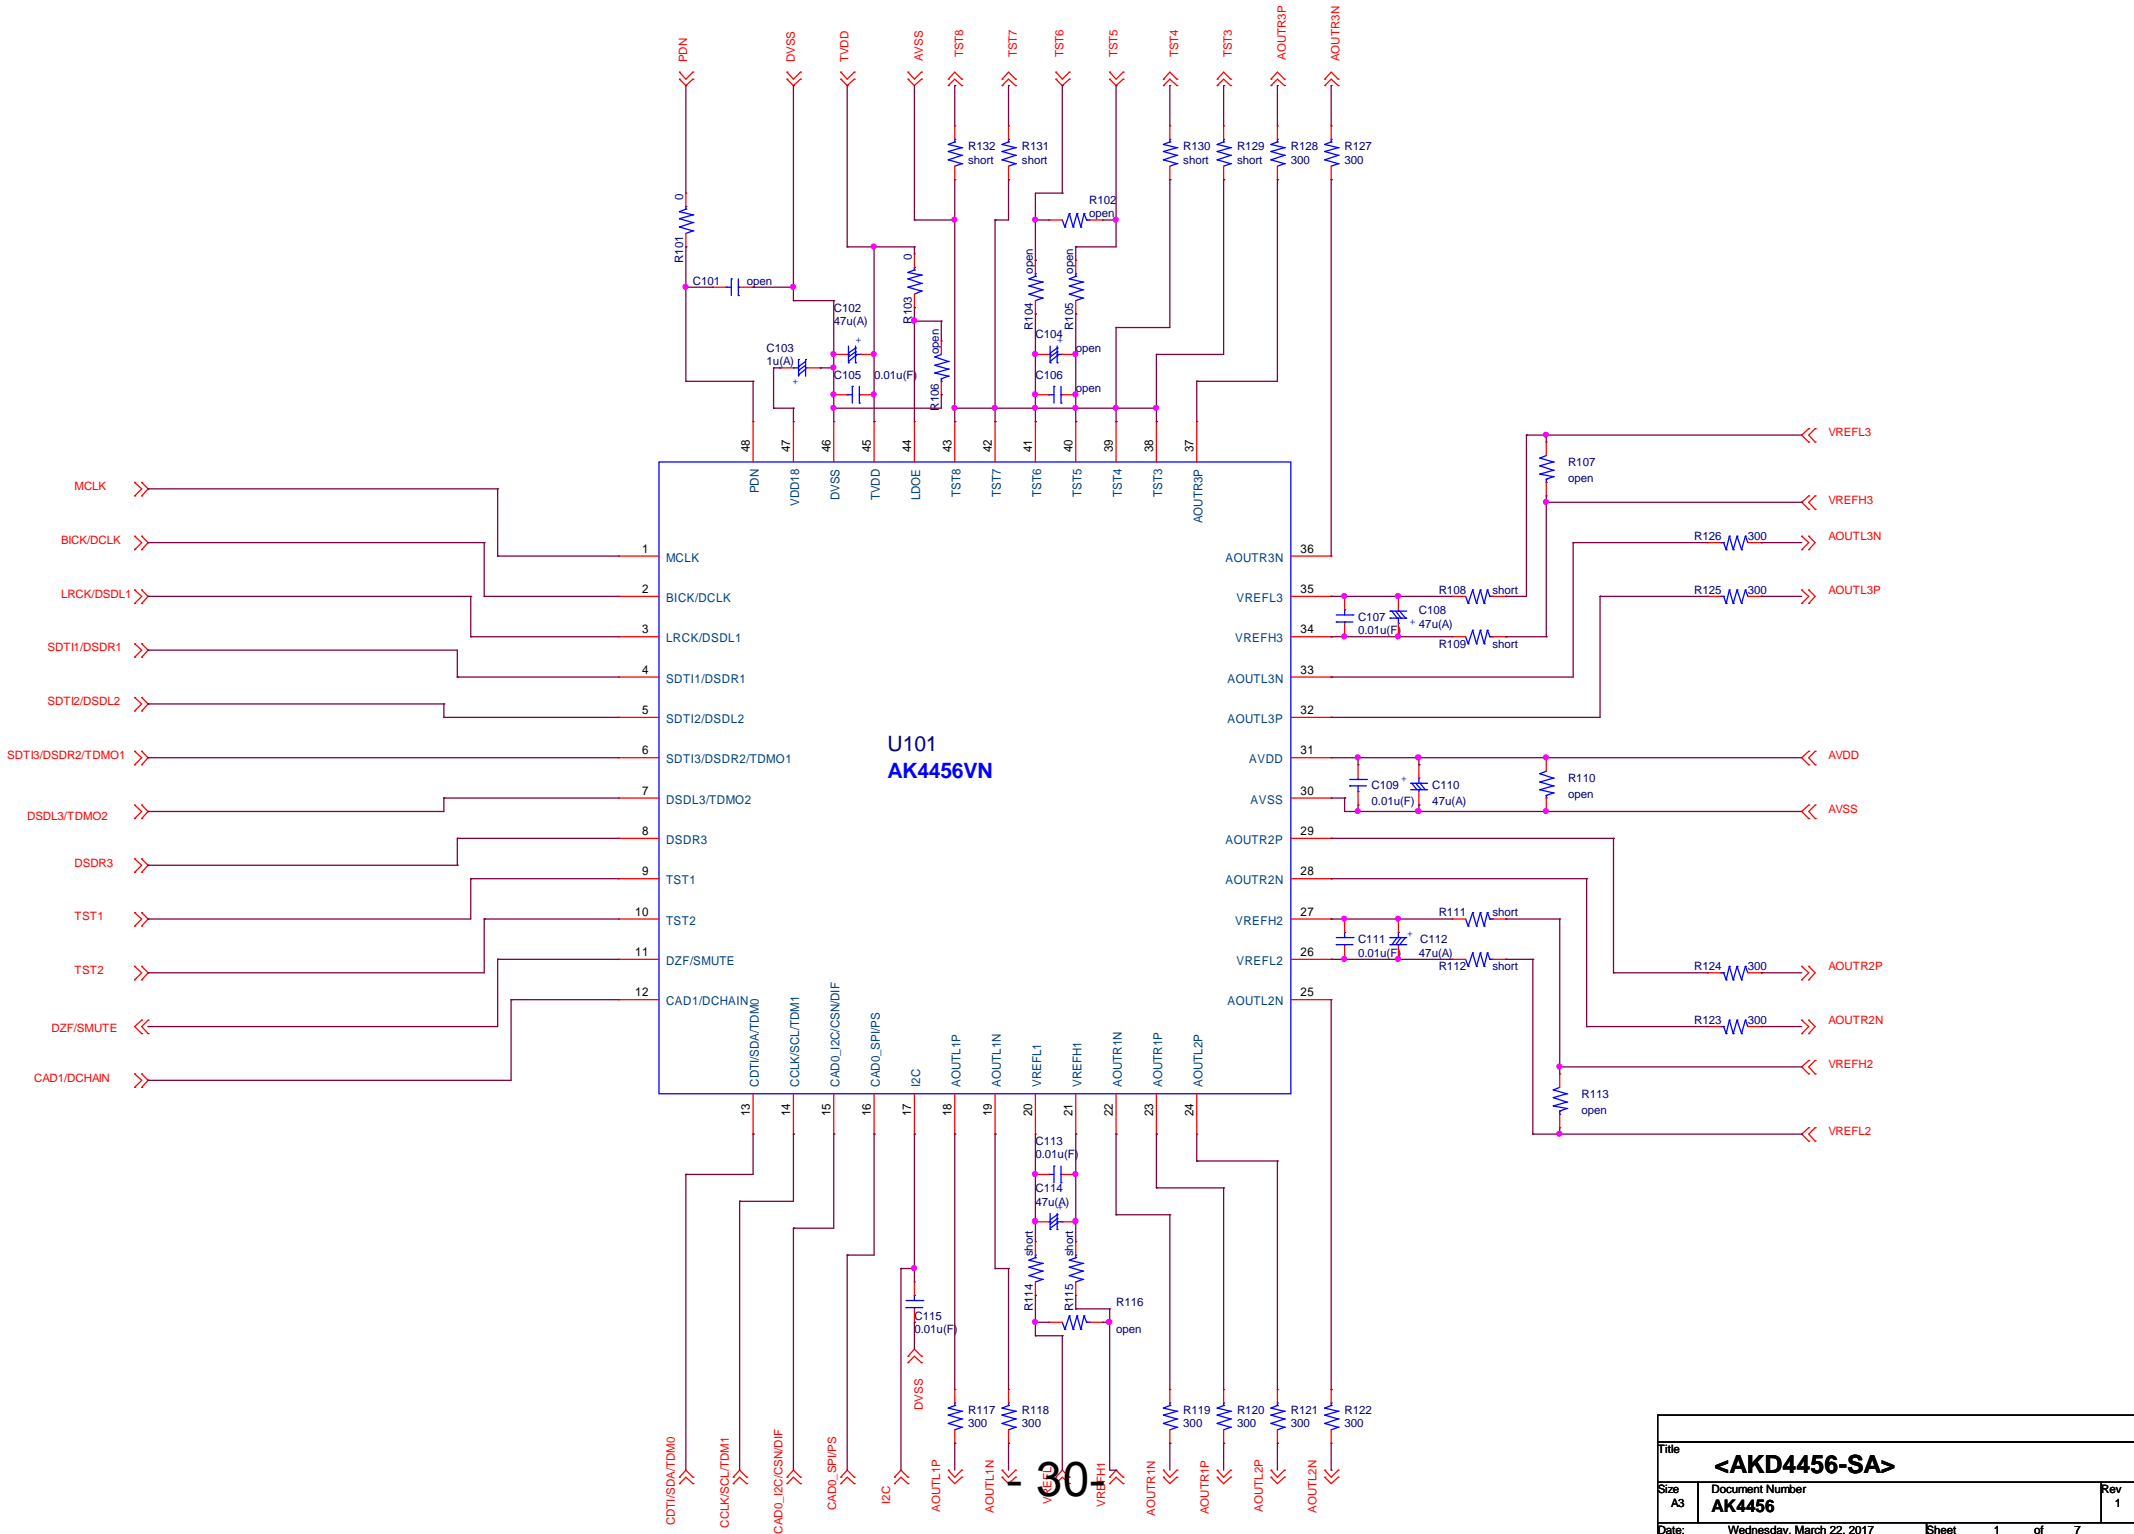 PDN
DVSS
TVDD
AVSS
TST8
TST7
TST6
TST5
TST4
TST3
AOUTR3P
AOUTR3N
R132
short
R131
short
R130
short
R129
short
R128
300
R127
300
R101
0
R102
open
C101
open
R103
0
R104
open
R105
open
C102
47u(A)
C103
1u(A)
C105
0.01u(F)
R106
open
C104
open
C106
open
48
47
46
45
44
43
42
41
40
39
38
37
PDN
VDD18
DVSS
TVDD
LDOE
TST8
TST7
TST6
TST5
TST4
TST3
AOUTR3P
MCLK
BICK/DCLK
LRCK/DSDL1
SDTI1/DSDR1
SDTI2/DSDL2
SDTI3/DSDR2/TDMO1
DSDL3/TDMO2
DSDR3
TST1
TST2
DZF/SMUTE
CAD1/DCHAIN
1 MCLK
2 BICK/DCLK
3 LRCK/DSDL1
4 SDTI1/DSDR1
5 SDTI2/DSDL2
6 SDTI3/DSDR2/TDMO1
7 DSDL3/TDMO2
8 DSDR3
9 TST1
10 TST2
11 DZF/SMUTE
12 CAD1/DCHAIN
U101
AK4456VN
AOUTR3N 36
VREFL3 35
VREFH3 34
AOUTL3N 33
AOUTL3P 32
AVDD 31
AVSS 30
AOUTR2P 29
AOUTR2N 28
VREFH2 27
VREFL2 26
AOUTL2N 25
VREFL3
R107
open
VREFH3
R126 300 AOUTL3N
R125 300 AOUTL3P
R108 short
C107
0.01u(F)
C108
47u(A)
R109 short
AVDD
C109
0.01u(F)
C110
47u(A)
R110
open
AVSS
R111 short
C111
0.01u(F)
C112
47u(A)
R112 short
R124 300 AOUTR2P
R123 300 AOUTR2N
VREFH2
R113
open
VREFL2
CDTI/SDA/TDM0
CCLK/SCL/TDM1
CAD0_I2C/CSN/DIF
CAD0_SPI/PS
I2C
AOUTL1P
AOUTL1N
VREFL1
VREFH1
AOUTR1N
AOUTR1P
AOUTL2P
13
14
15
16
17
18
19
20
21
22
23
24
C113
0.01u(F)
C114
47u(A)
R114
short
R115
short
R116
open
C115
0.01u(F)
DVSS
R117
300
R118
300
R119
300
R120
300
R121
300
R122
300
CDTI/SDA/TDM0
CCLK/SCL/TDM1
CAD0_I2C/CSN/DIF
CAD0_SPI/PS
I2C
AOUTL1P
AOUTL1N
VREFH1
AOUTR1N
AOUTR1P
AOUTL2P
AOUTL2N
- 30-
Title
<AKD4456-SA>
Size
A3
Document Number
AK4456
Rev
1
Date: Wednesday, March 22, 2017 Sheet 1 of 7